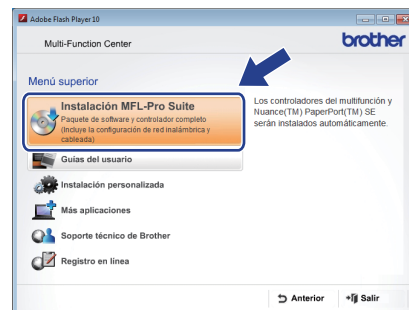 Adobe Flash Player 10
Multi-Function Center
brother
Menú superior
Instalación MFL-Pro Suite
Paquete de software y controlador completo
(Incluye la configuración de red inalámbrica y
cableada)
Los controladores del multifunción y
Nuance(TM) PaperPort(TM) SE
serán instalados automáticamente.
Guías del usuario
Instalación personalizada
Más aplicaciones
Soporte técnico de Brother
Registro en línea
Anterior
Salir